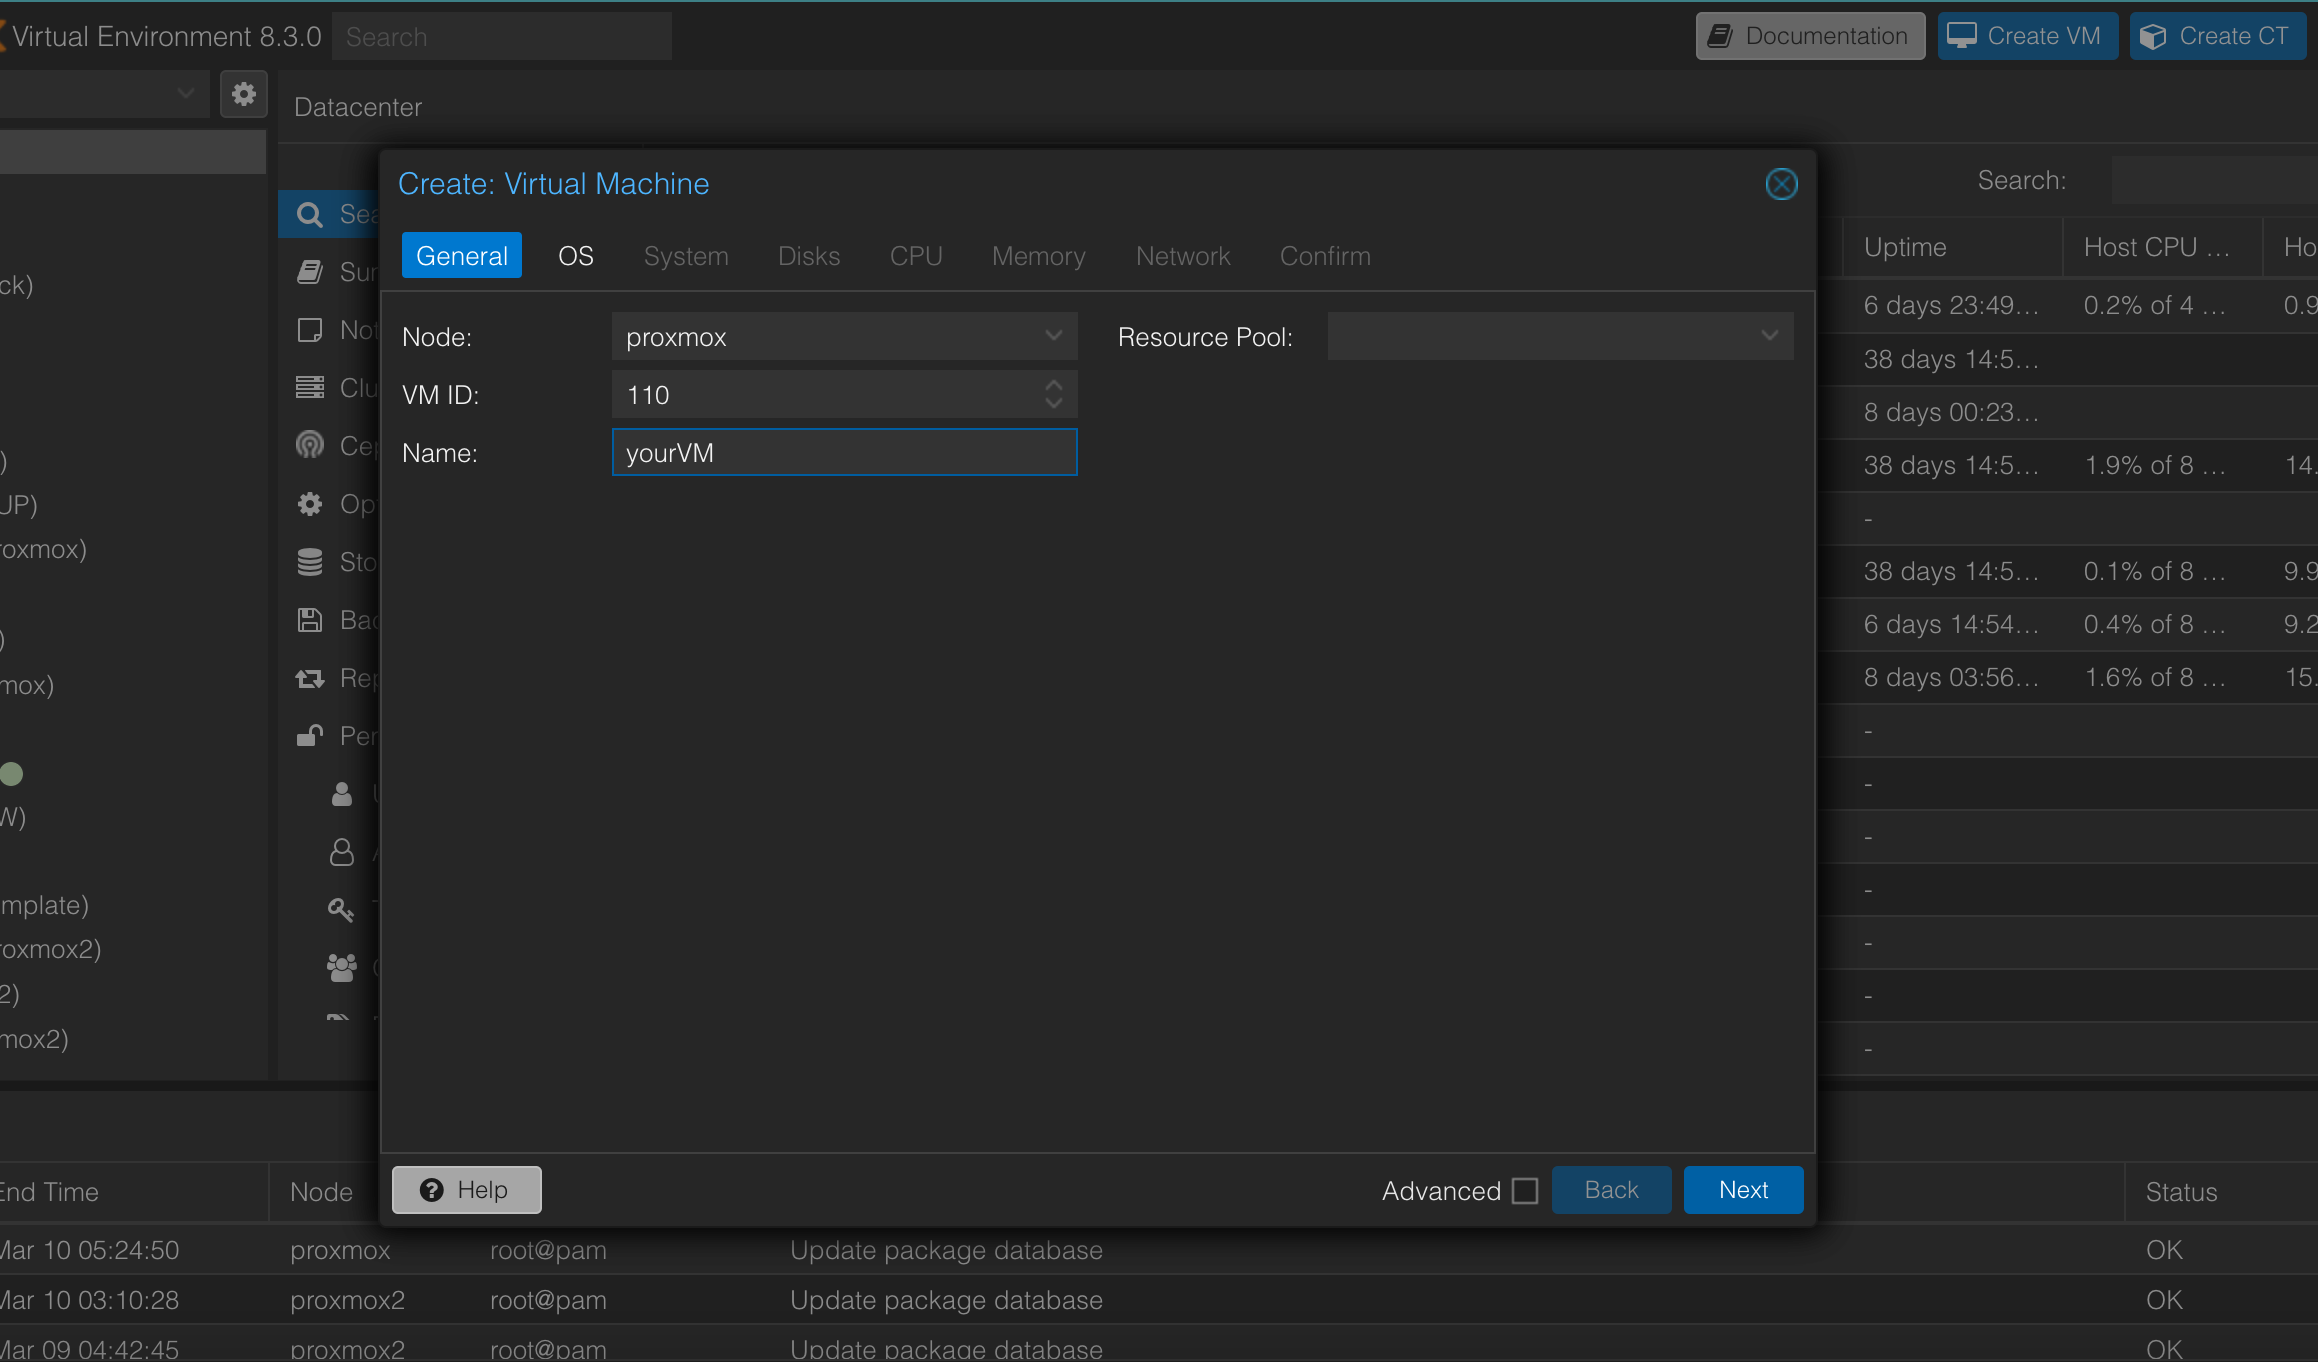 Virtual Environment 8.3.0
Search
Documentation
Create VM
Create CT
Datacenter
Create: Virtual Machine
General
OS
System
Disks
CPU
Memory
Network
Confirm
Node:
proxmox
Resource Pool:
VM ID:
110
Name:
yourVM
Help
Advanced
Back
Next
Search:
Uptime
Host CPU ...
Ho
6 days 23:49...
0.2% of 4 ...
0.9
38 days 14:5...
8 days 00:23...
38 days 14:5...
1.9% of 8 ...
14.
-
38 days 14:5...
0.1% of 8 ...
9.9
6 days 14:54...
0.4% of 8 ...
9.2
8 days 03:56...
1.6% of 8 ...
15.
-
-
-
-
-
-
-
ck)
)
UP)
roxmox)
)
mox)
W)
mplate)
roxmox2)
2)
mox2)
Sea
Sur
Not
Clu
Cep
Op
Sto
Bac
Rep
Per
End Time
Node
Status
Mar 10 05:24:50
proxmox
root@pam
Update package database
OK
Mar 10 03:10:28
proxmox2
root@pam
Update package database
OK
Mar 09 04:42:45
proxmox2
root@pam
Update package database
OK